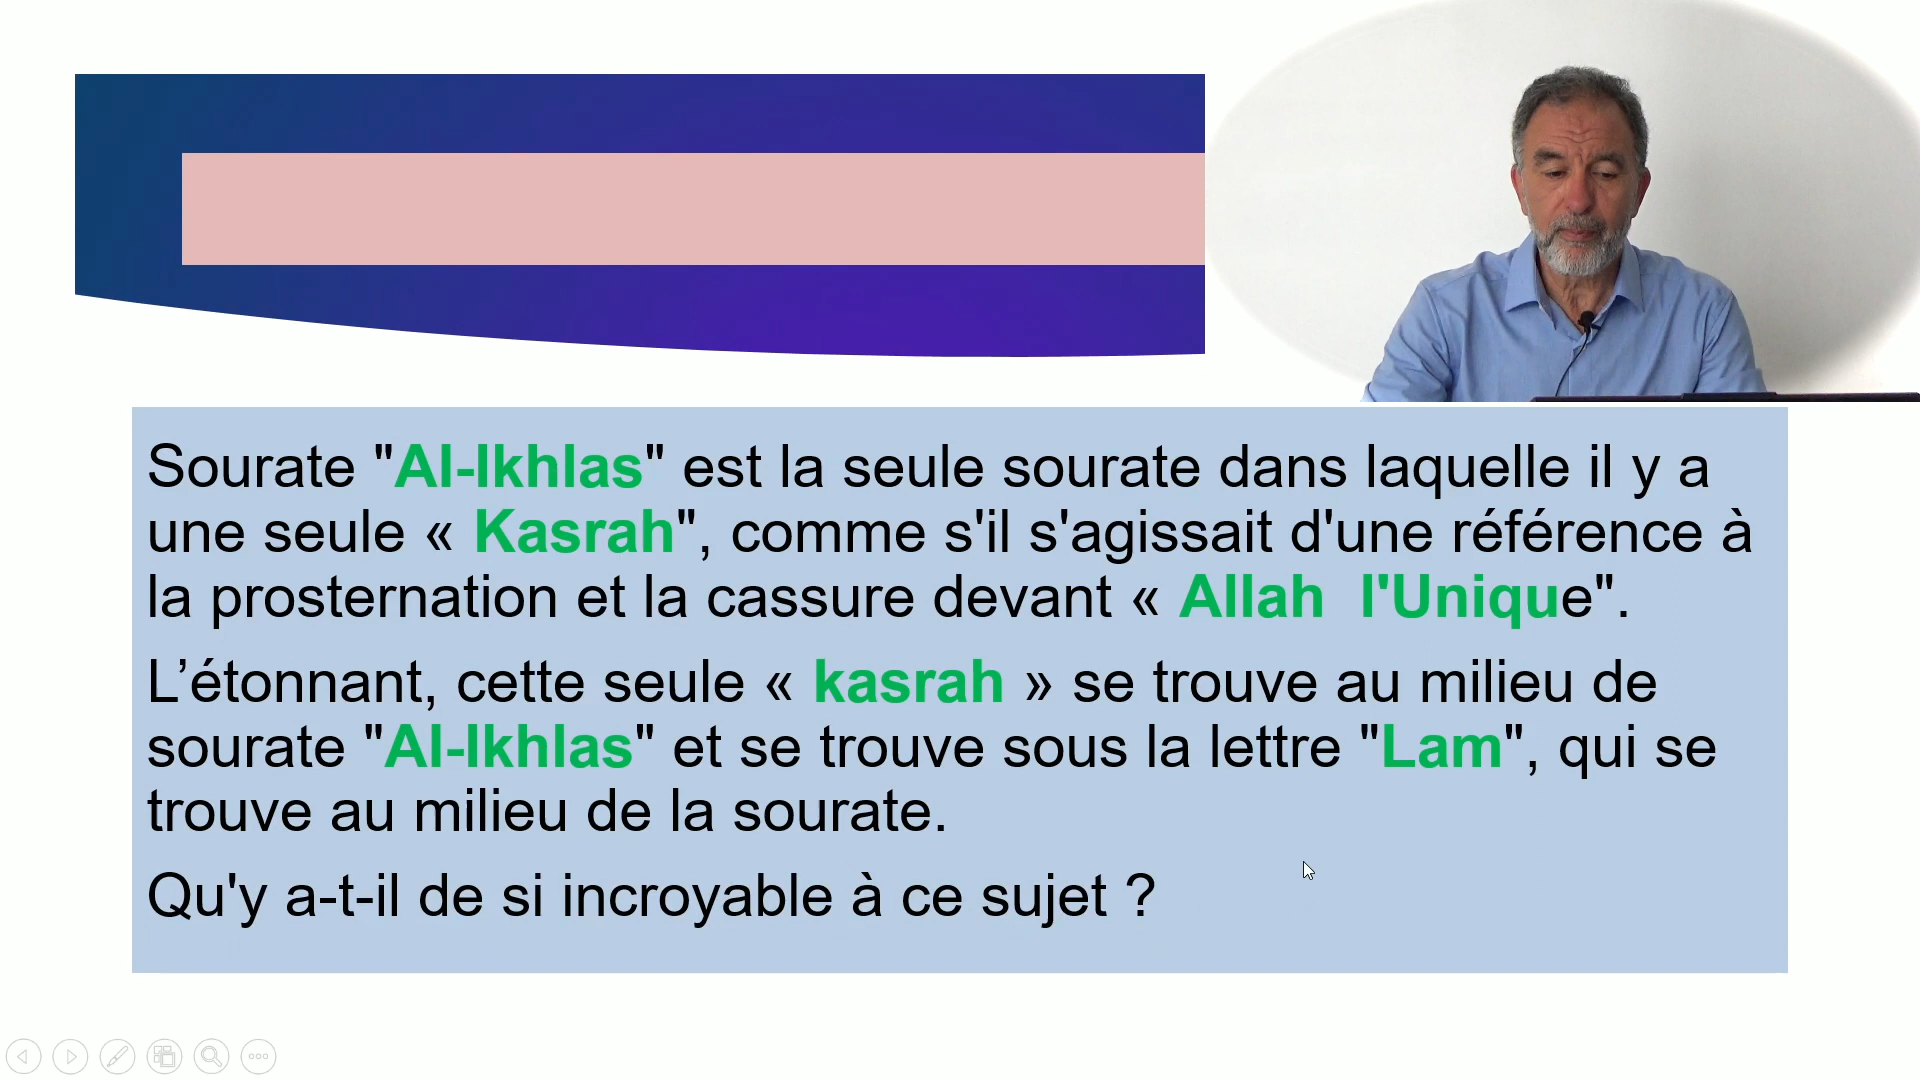 Sourate "Al-Ikhlas" est la seule sourate dans laquelle il y a
une seule « Kasrah", comme s'il s'agissait d'une référence à
la prosternation et la cassure devant « Allah  l'Unique".
L’étonnant, cette seule « kasrah » se trouve au milieu de
sourate "Al-Ikhlas" et se trouve sous la lettre "Lam", qui se
trouve au milieu de la sourate.
Qu'y a-t-il de si incroyable à ce sujet ?